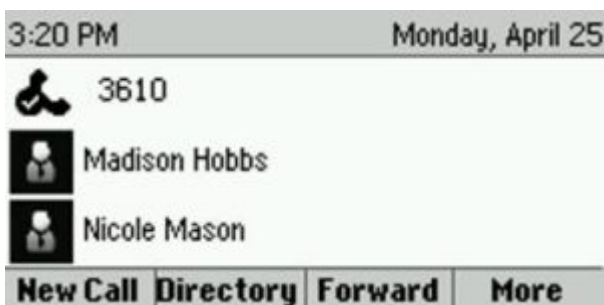 3:20 PM Monday, April 25
3610
Madison Hobbs
Nicole Mason
New Call Directory Forward More